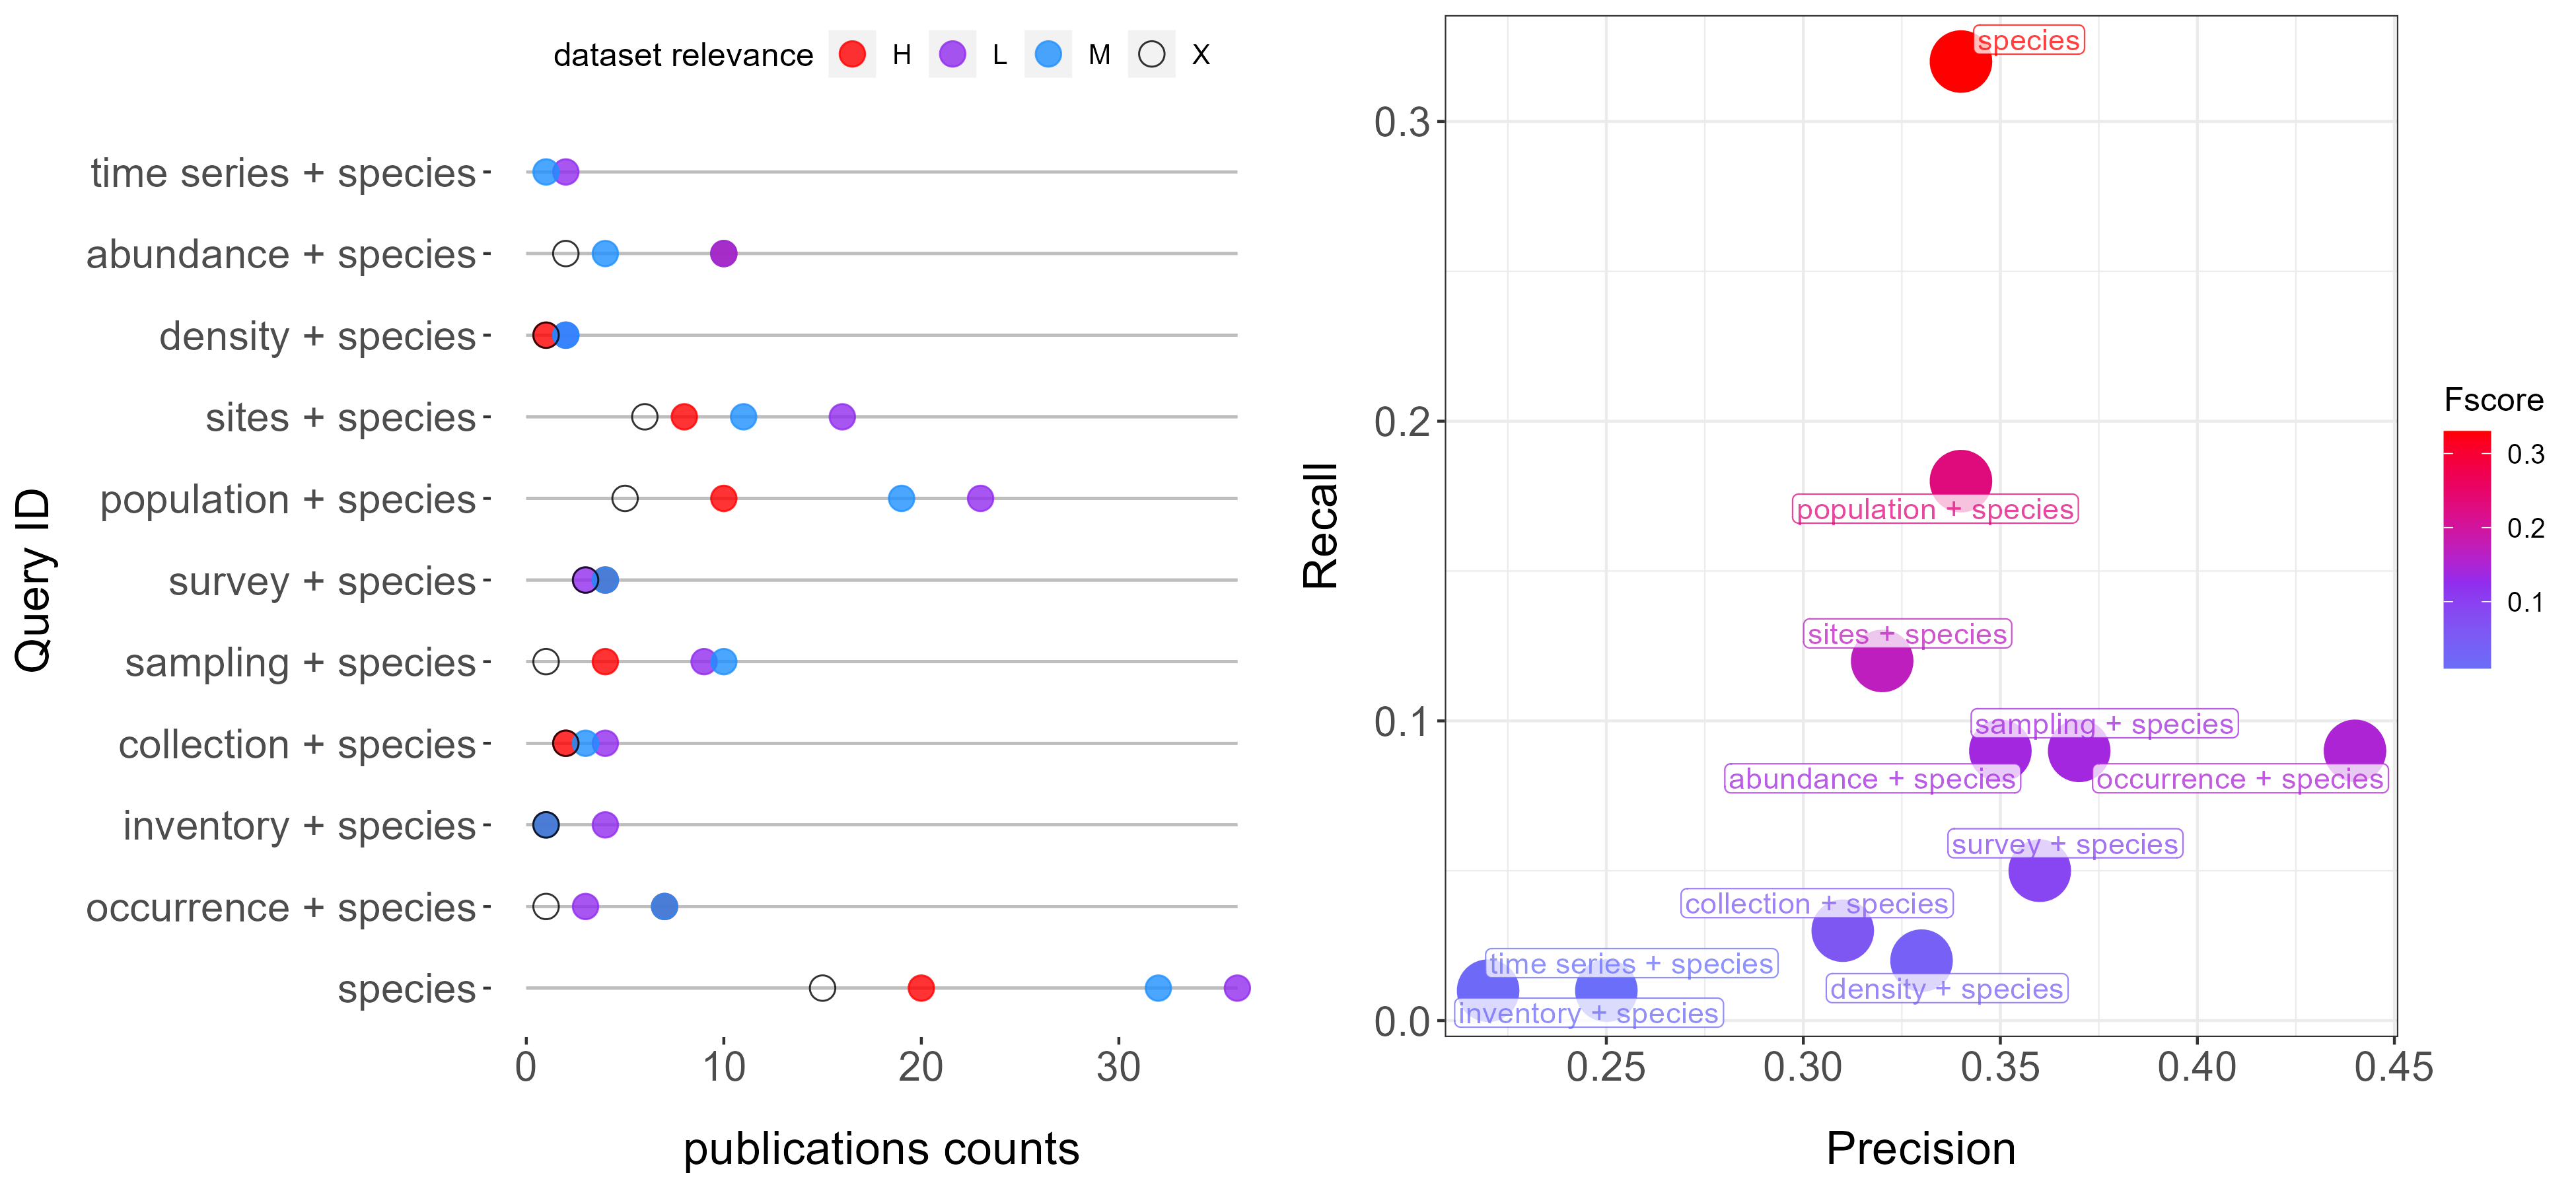 dataset relevance H L M X
time series + species
abundance + species
density + species
sites + species
population + species
survey + species
sampling + species
collection + species
inventory + species
occurrence + species
species
Query ID
0 10 20 30
publications counts
species
population + species
sites + species
sampling + species
abundance + species
occurrence + species
survey + species
collection + species
time series + species
density + species
inventory + species
0.3
0.2
0.1
0.0
Recall
0.25 0.30 0.35 0.40 0.45
Precision
Fscore
0.3
0.2
0.1